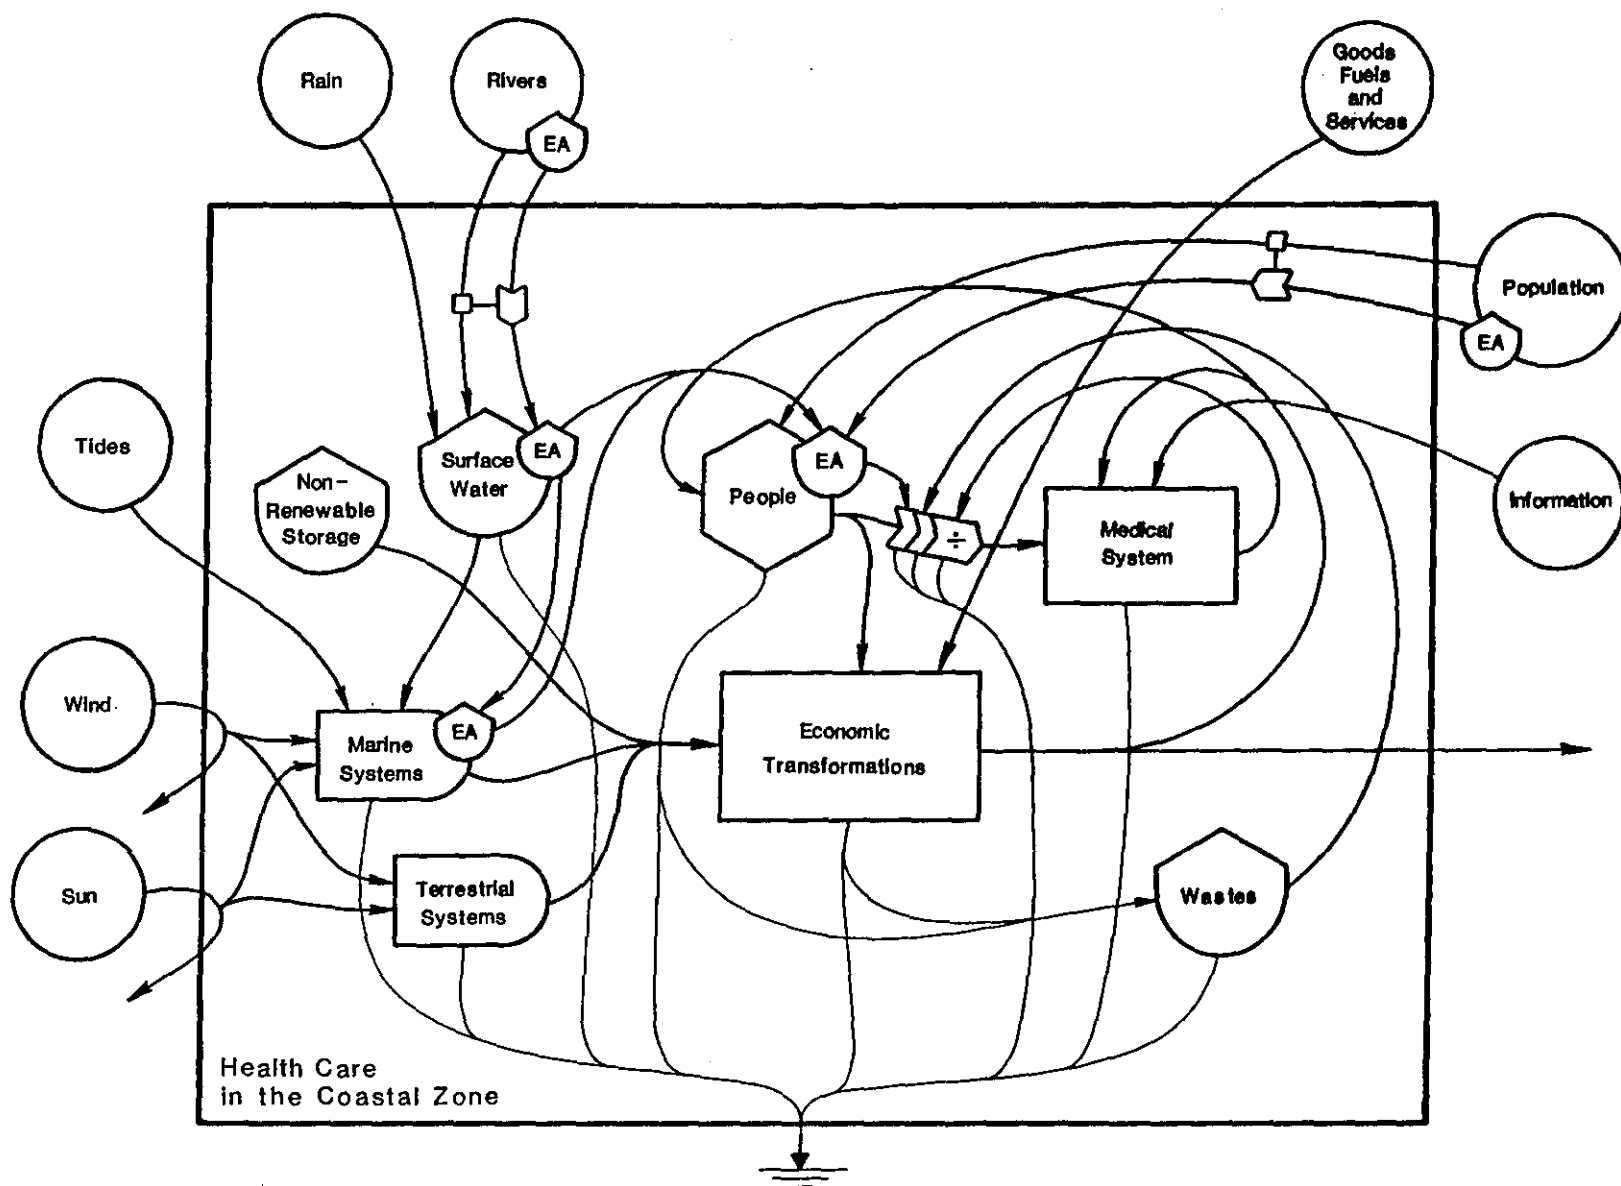 Rain
Rivers
EA
Goods
Fuels
and
Services
Population
EA
Tides
Non-
Renewable
Storage
Surface
Water
EA
People
EA
÷
Medical
System
Information
Wind
Marine
Systems
EA
Economic
Transformations
Sun
Terrestrial
Systems
Wastes
Health Care
in the Coastal Zone